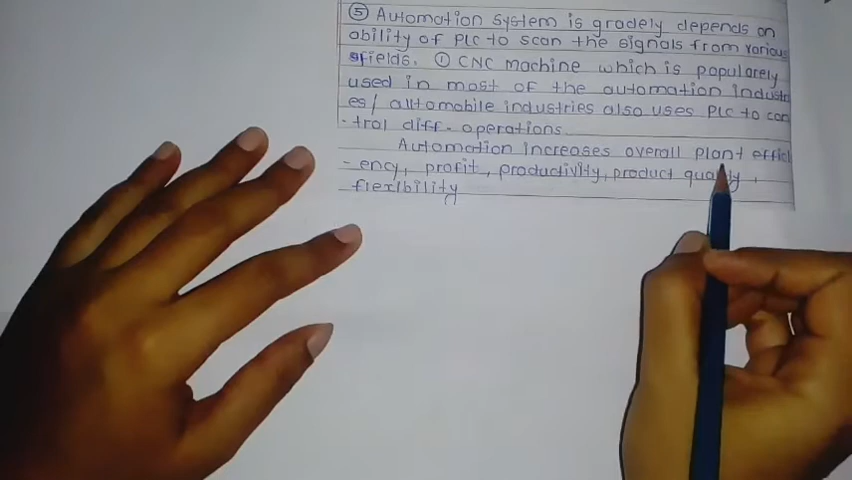 ⑤ Automation System is gradely depends on
ability of PLC to scan the signals from various
fields. ① CNC machine which is popularely
used in most of the automation industr
es/ altomobile industries also uses PLC to con
-trol diff- operations.
Automation increases overall plant effici
-ency, profit, productivity, product quality,
flexibility